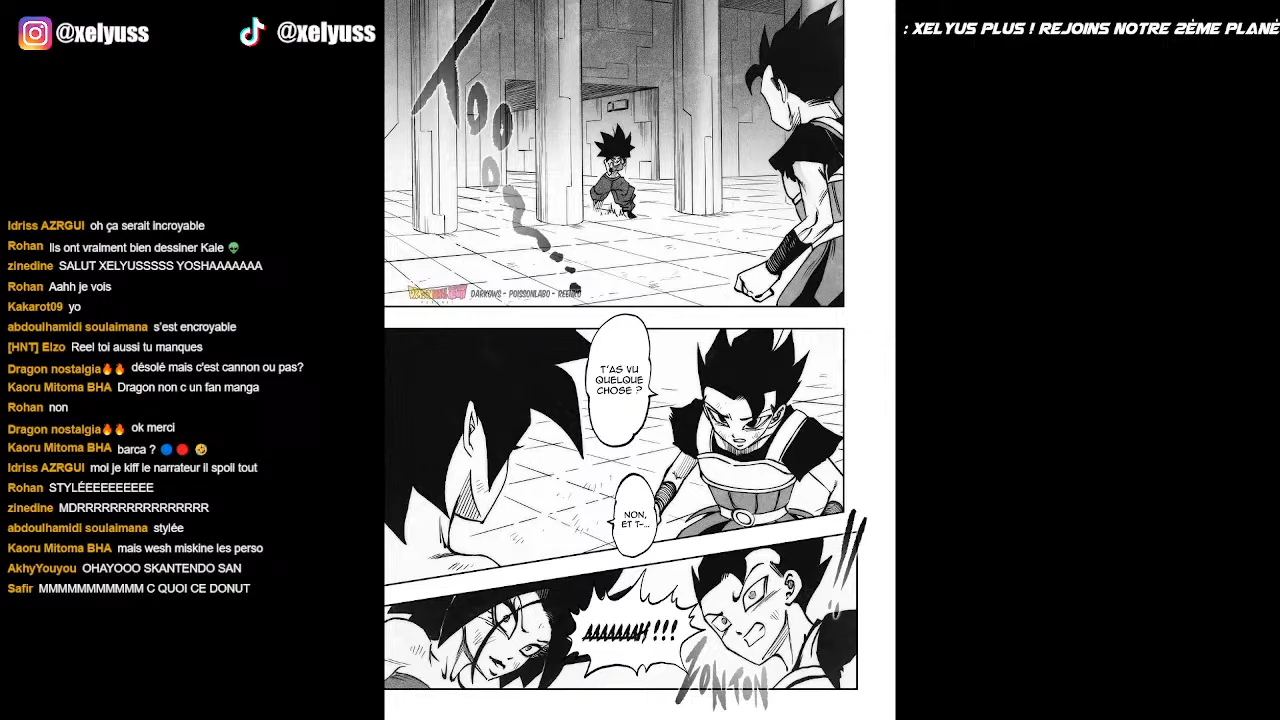 @xelyuss
@xelyuss
: XELYUS PLUS ! REJOINS NOTRE 2ÈME PLANÈ
Idriss AZRGUI oh ça serait incroyable
Rohan Ils ont vraiment bien dessiner Kale 👽
zinedine SALUT XELYUSSSSS YOSHAAAAAAA
Rohan Aahh je vois
Kakarot09 yo
abdoulhamidi soulaimana s'est encroyable
[HNT] Elzo Reel toi aussi tu manques
Dragon nostalgia🔥🔥 désolé mais c'est cannon ou pas?
Kaoru Mitoma BHA Dragon non c un fan manga
Rohan non
Dragon nostalgia🔥🔥 ok merci
Kaoru Mitoma BHA barca ? 🔵🔴 🤣
Idriss AZRGUI moi je kiff le narrateur il spoil tout
Rohan STYLÉEEEEEEEEE
zinedine MDRRRRRRRRRRRRRRRR
abdoulhamidi soulaimana stylée
Kaoru Mitoma BHA mais wesh miskine les perso
AkhyYouyou OHAYOOO SKANTENDO SAN
Safir MMMMMMMMMMM C QUOI CE DONUT
DARK6WS - POISSONLABO - REENKO
T'AS VU
QUELQUE
CHOSE ?
NON,
ET T-...
AAAAAAAH !!!
ZONTON